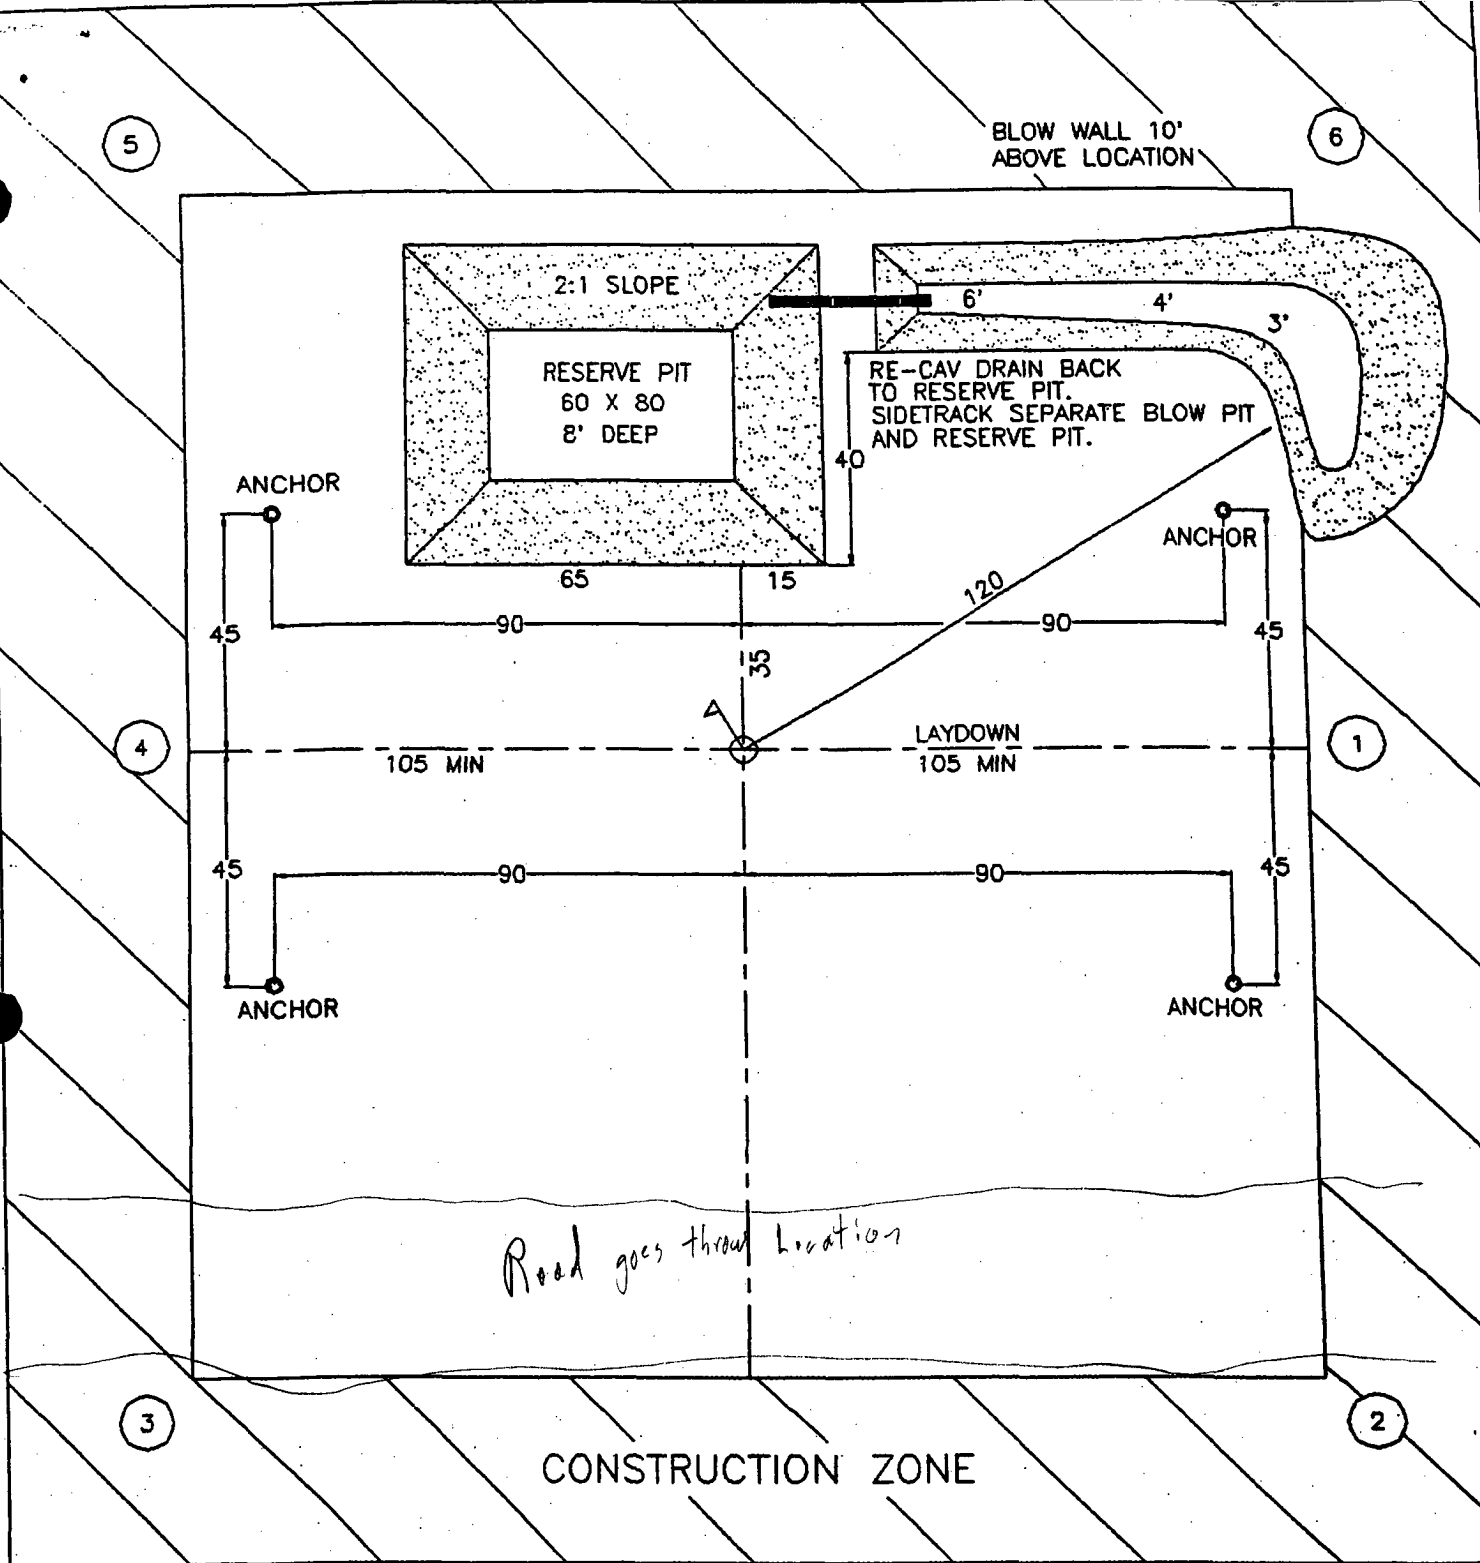 5
BLOW WALL 10'
ABOVE LOCATION
6
2:1 SLOPE
6'
4'
3'
RESERVE PIT
60 X 80
8' DEEP
RE-CAV DRAIN BACK
TO RESERVE PIT.
SIDETRACK SEPARATE BLOW PIT
AND RESERVE PIT.
40
ANCHOR
ANCHOR
65
15
120
45
90
90
45
35
4
LAYDOWN
1
105 MIN
105 MIN
45
90
90
45
ANCHOR
ANCHOR
Road goes throu Location
3
2
CONSTRUCTION ZONE